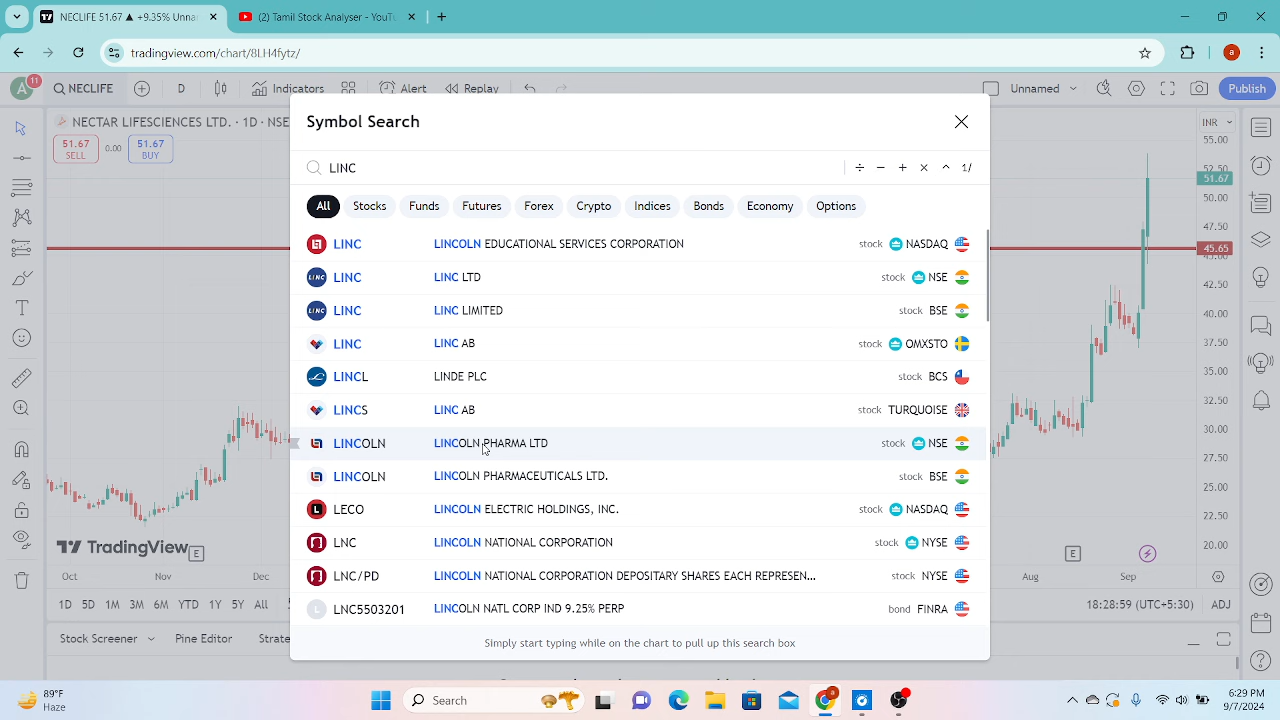 NECLIFE 51.67 ▲ +9.35% Unnar
(2) Tamil Stock Analyser - YouTu
tradingview.com/chart/8LH4fytz/
A 11 NECLIFE D Indicators Alert Replay Unnamed Publish
NECTAR LIFESCIENCES LTD. · 1D · NSE
INR
51.67 SELL 0.00 51.67 BUY
55.00
51.67
50.00
47.50
45.65
45.00
42.50
40.00
37.50
35.00
32.50
30.00
27.50
25.00
22.50
20.00
Symbol Search
LINC 1/
All Stocks Funds Futures Forex Crypto Indices Bonds Economy Options
LINC LINCOLN EDUCATIONAL SERVICES CORPORATION stock NASDAQ
LINC LINC LINC LTD stock NSE
LINC LINC LINC LIMITED stock BSE
LINC LINC AB stock OMXSTO
LINCL LINDE PLC stock BCS
LINCS LINC AB stock TURQUOISE
LINCOLN LINCOLN PHARMA LTD stock NSE
LINCOLN LINCOLN PHARMACEUTICALS LTD. stock BSE
L LECO LINCOLN ELECTRIC HOLDINGS, INC. stock NASDAQ
LNC LINCOLN NATIONAL CORPORATION stock NYSE
LNC/PD LINCOLN NATIONAL CORPORATION DEPOSITARY SHARES EACH REPRESEN... stock NYSE
L LNC5503201 LINCOLN NATL CORP IND 9.25% PERP bond FINRA
Simply start typing while on the chart to pull up this search box
TradingView E E
Oct Nov Dec Aug Sep
1D 5D 1M 3M 6M YTD 1Y 5Y All 18:28:59 (UTC+5:30) ADJ
Stock Screener Pine Editor Strate
89°F
Haze
Search
6:29 PM
9/7/2024